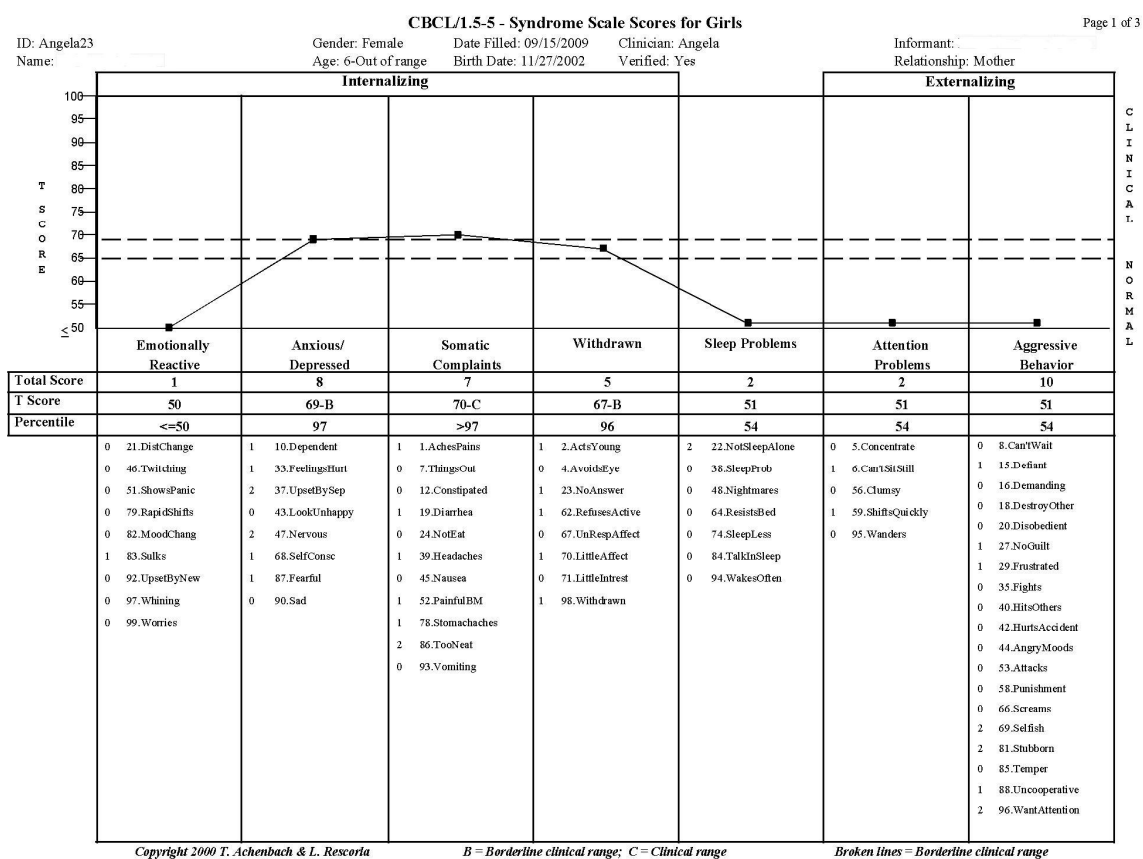 CBCL/1.5-5 - Syndrome Scale Scores for Girls
Page 1 of 3
ID: Angela23 Gender: Female Date Filled: 09/15/2009 Clinician: Angela Informant:
Name: Age: 6-Out of range Birth Date: 11/27/2002 Verified: Yes Relationship: Mother
Internalizing Externalizing
100
95
90
85
80
75
70
65
60
55
≤ 50
T SCORE
CLINICAL
NORMAL
Emotionally Reactive Anxious/ Depressed Somatic Complaints Withdrawn Sleep Problems Attention Problems Aggressive Behavior
Total Score 1 8 7 5 2 2 10
T Score 50 69-B 70-C 67-B 51 51 51
Percentile <=50 97 >97 96 54 54 54
0 21.DistChange
0 46.Twitching
0 51.ShowsPanic
0 79.RapidShifts
0 82.MoodChang
1 83.Sulks
0 92.UpsetByNew
0 97.Whining
0 99.Worries
1 10.Dependent
1 33.FeelingsHurt
2 37.UpsetBySep
0 43.LookUnhappy
2 47.Nervous
1 68.SelfConsc
1 87.Fearful
0 90.Sad
1 1.AchesPains
0 7.ThingsOut
0 12.Constipated
1 19.Diarrhea
0 24.NotEat
1 39.Headaches
0 45.Nausea
1 52.PainfulBM
1 78.Stomachaches
2 86.TooNeat
0 93.Vomiting
1 2.ActsYoung
0 4.AvoidsEye
1 23.NoAnswer
1 62.RefusesActive
0 67.UnRespAffect
1 70.LittleAffect
0 71.LittleIntrest
1 98.Withdrawn
2 22.NotSleepAlone
0 38.SleepProb
0 48.Nightmares
0 64.ResistsBed
0 74.SleepLess
0 84.TalkInSleep
0 94.WakesOften
0 5.Concentrate
1 6.Can'tSitStill
0 56.Clumsy
1 59.ShiftsQuickly
0 95.Wanders
0 8.Can'tWait
1 15.Defiant
0 16.Demanding
0 18.DestroyOther
0 20.Disobedient
1 27.NoGuilt
1 29.Frustrated
0 35.Fights
0 40.HitsOthers
0 42.HurtsAccident
0 44.AngryMoods
0 53.Attacks
0 58.Punishment
0 66.Screams
2 69.Selfish
2 81.Stubborn
0 85.Temper
1 88.Uncooperative
2 96.WantAttention
Copyright 2000 T. Achenbach & L. Rescorla B = Borderline clinical range; C = Clinical range Broken lines = Borderline clinical range